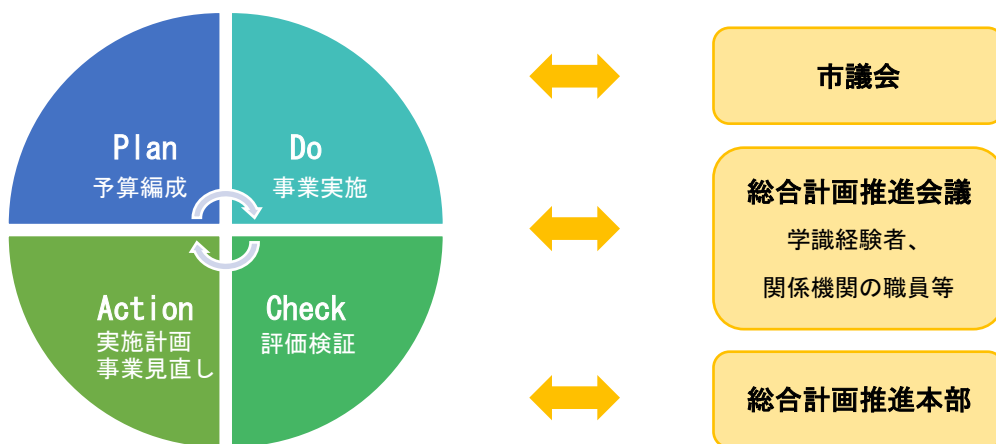 Plan
予算編成
Do
事業実施
Action
実施計画
事業見直し
Check
評価検証
市議会
総合計画推進会議
学識経験者、
関係機関の職員等
総合計画推進本部